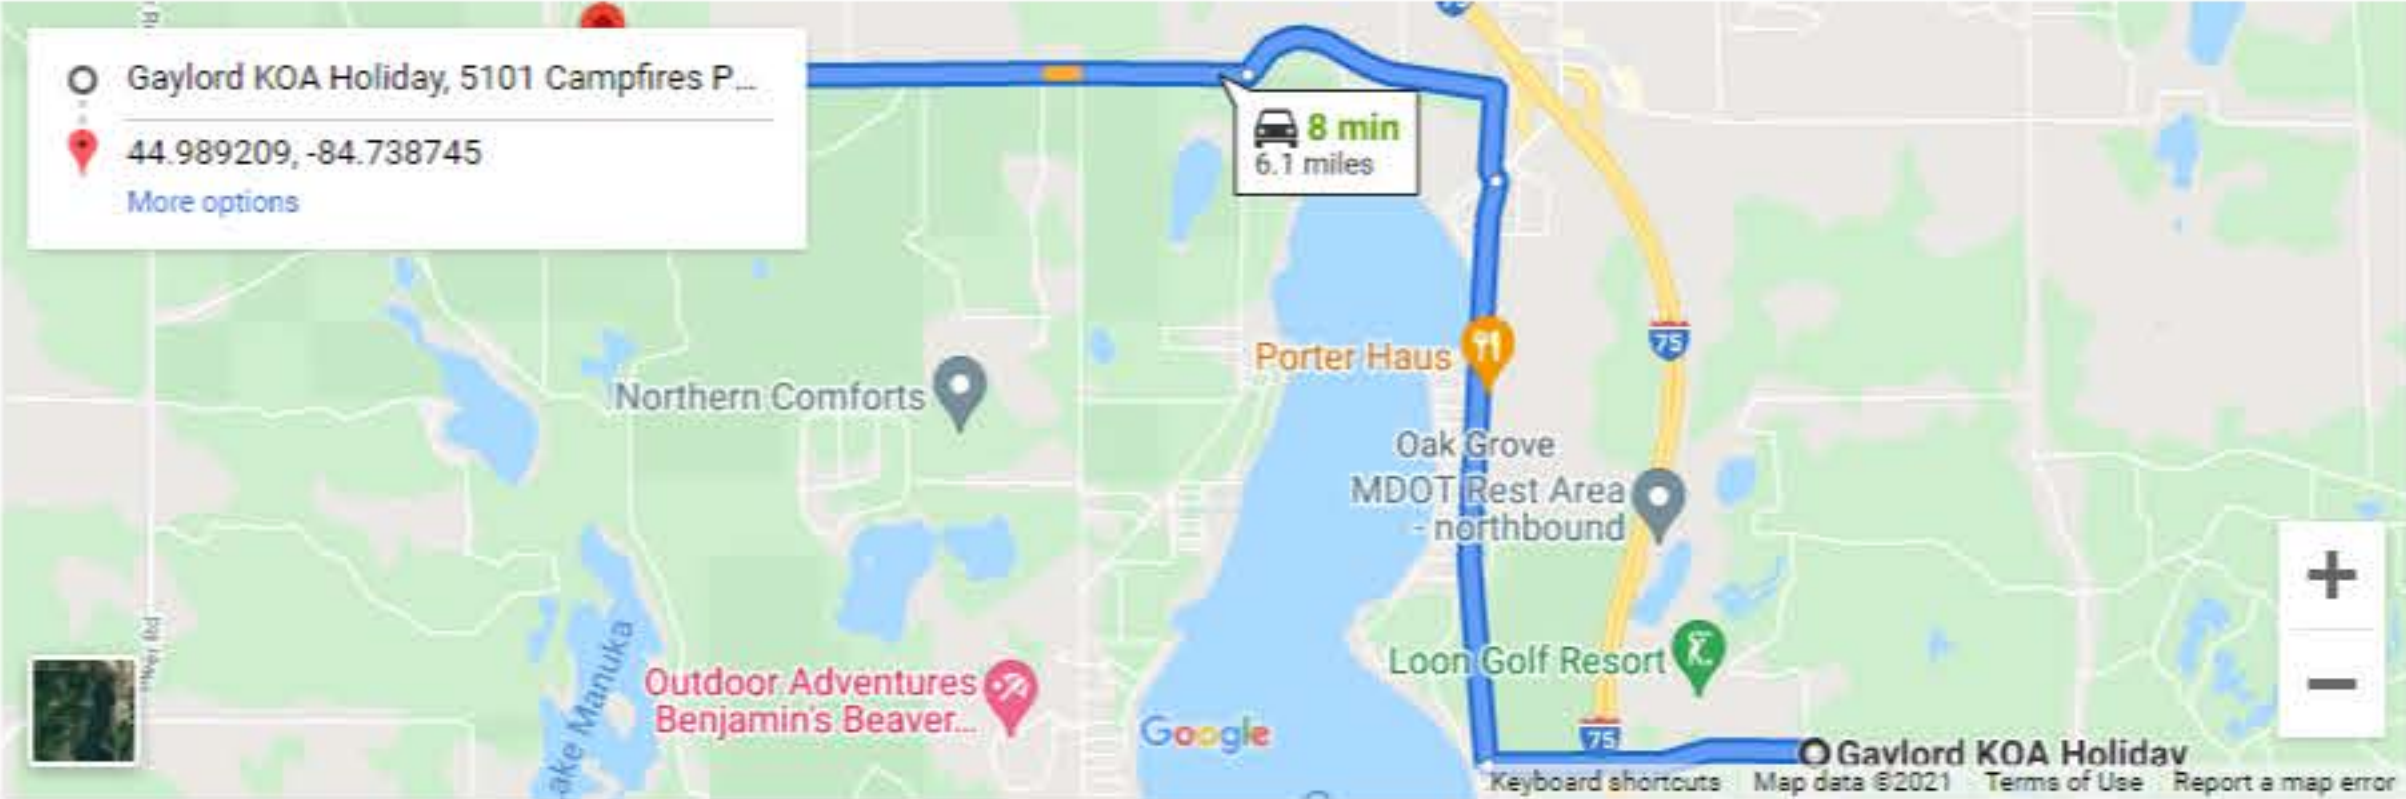 Gaylord KOA Holiday, 5101 Campfires P...
44.989209, -84.738745
More options
8 min
6.1 miles
75
Porter Haus
Northern Comforts
Oak Grove
MDOT Rest Area
- northbound
Loon Golf Resort
Outdoor Adventures
Benjamin's Beaver...
ake Manuka
Google
75
Gaylord KOA Holiday
Keyboard shortcuts Map data ©2021 Terms of Use Report a map error